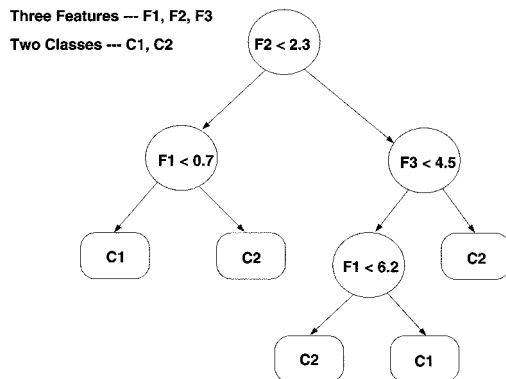 Three Features --- F1, F2, F3
Two Classes --- C1, C2
F2 < 2.3
F1 < 0.7
F3 < 4.5
C1
C2
F1 < 6.2
C2
C2
C1